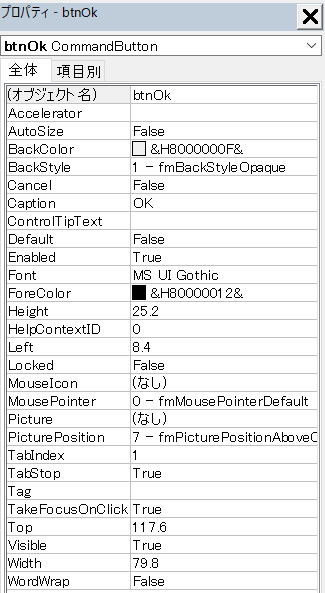 プロパティ - btnOk
btnOk CommandButton
全体 項目別
(オブジェクト名) btnOk
Accelerator
AutoSize False
BackColor &H8000000F&
BackStyle 1 - fmBackStyleOpaque
Cancel False
Caption OK
ControlTipText
Default False
Enabled True
Font MS UI Gothic
ForeColor &H80000012&
Height 25.2
HelpContextID 0
Left 8.4
Locked False
MouseIcon (なし)
MousePointer 0 - fmMousePointerDefault
Picture (なし)
PicturePosition 7 - fmPicturePositionAboveC
TabIndex 1
TabStop True
Tag
TakeFocusOnClick True
Top 117.6
Visible True
Width 79.8
WordWrap False